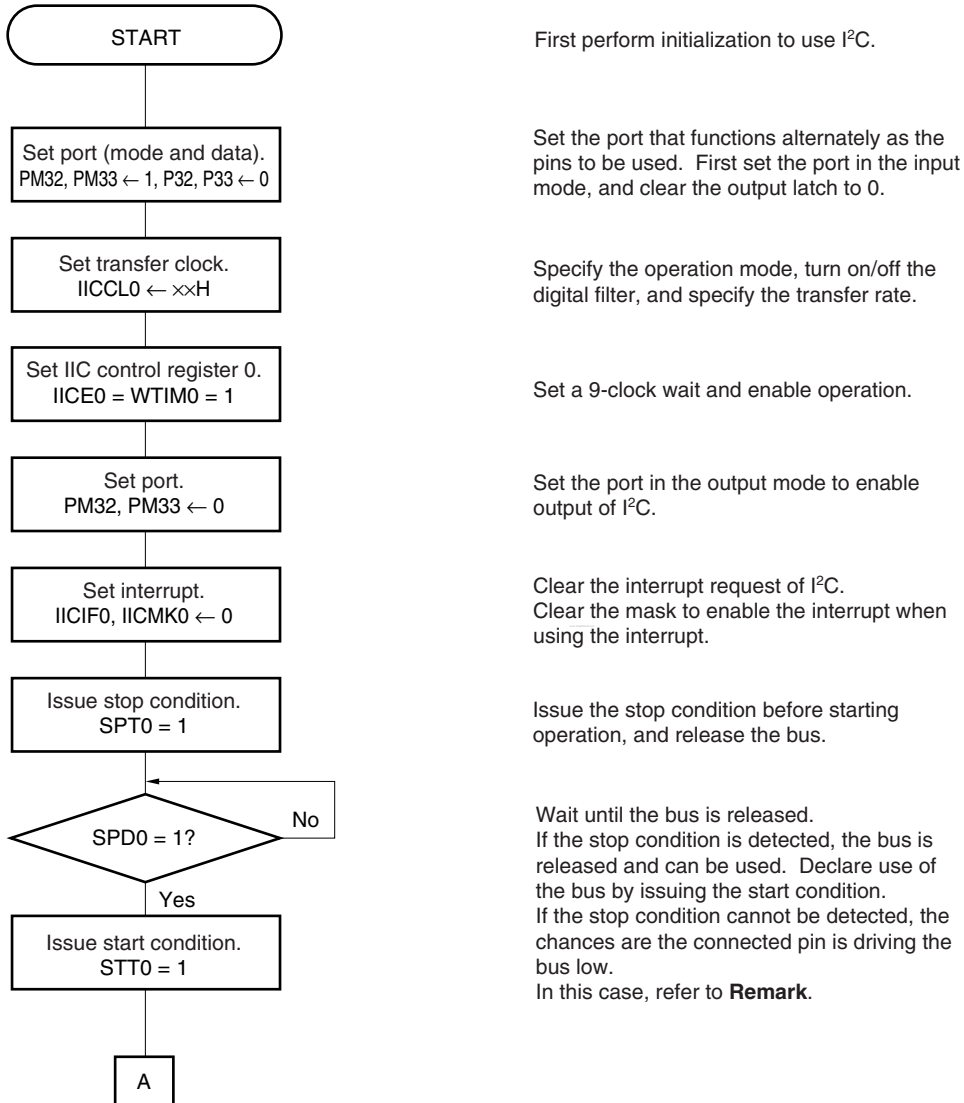 START
First perform initialization to use I²C.
Set port (mode and data).
PM32, PM33 ← 1, P32, P33 ← 0
Set the port that functions alternately as the
pins to be used. First set the port in the input
mode, and clear the output latch to 0.
Set transfer clock.
IICCL0 ← ××H
Specify the operation mode, turn on/off the
digital filter, and specify the transfer rate.
Set IIC control register 0.
IICE0 = WTIM0 = 1
Set a 9-clock wait and enable operation.
Set port.
PM32, PM33 ← 0
Set the port in the output mode to enable
output of I²C.
Set interrupt.
IICIF0, IICMK0 ← 0
Clear the interrupt request of I²C.
Clear the mask to enable the interrupt when
using the interrupt.
Issue stop condition.
SPT0 = 1
Issue the stop condition before starting
operation, and release the bus.
SPD0 = 1?
No
Yes
Wait until the bus is released.
If the stop condition is detected, the bus is
released and can be used. Declare use of
the bus by issuing the start condition.
If the stop condition cannot be detected, the
chances are the connected pin is driving the
bus low.
In this case, refer to Remark.
Issue start condition.
STT0 = 1
A